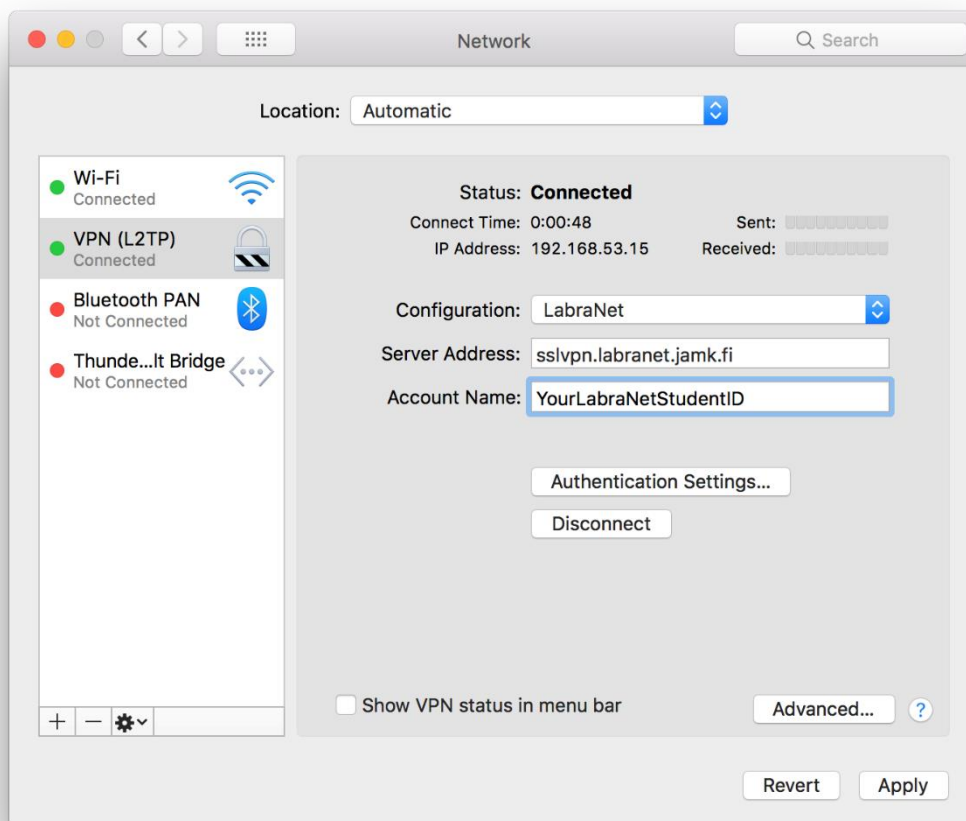 Network
Search
Location: Automatic
Wi-Fi
Connected
VPN (L2TP)
Connected
Bluetooth PAN
Not Connected
Thunde...lt Bridge
Not Connected
Status: Connected
Connect Time: 0:00:48 Sent:
IP Address: 192.168.53.15 Received:
Configuration: LabraNet
Server Address: sslvpn.labranet.jamk.fi
Account Name: YourLabraNetStudentID
Authentication Settings...
Disconnect
Show VPN status in menu bar
Advanced... ?
Revert Apply